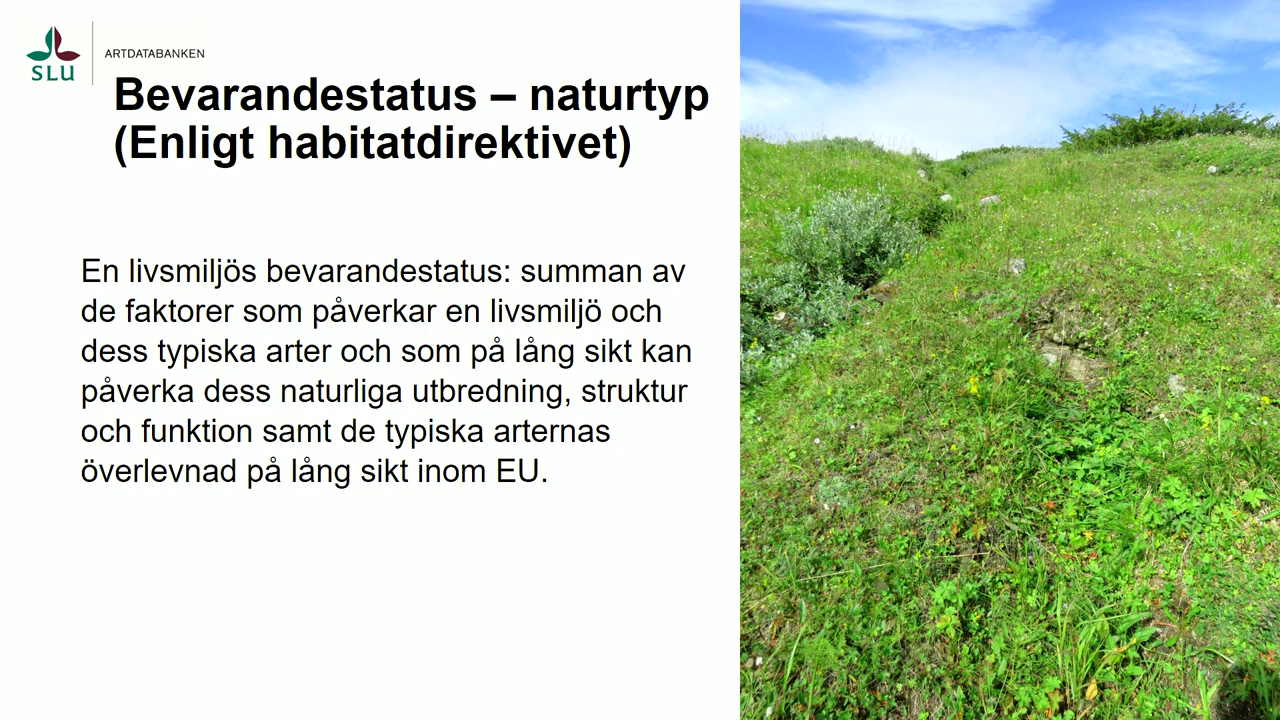 SLU
ARTDATABANKEN
Bevarandestatus – naturtyp
(Enligt habitatdirektivet)
En livsmiljös bevarandestatus: summan av
de faktorer som påverkar en livsmiljö och
dess typiska arter och som på lång sikt kan
påverka dess naturliga utbredning, struktur
och funktion samt de typiska arternas
överlevnad på lång sikt inom EU.